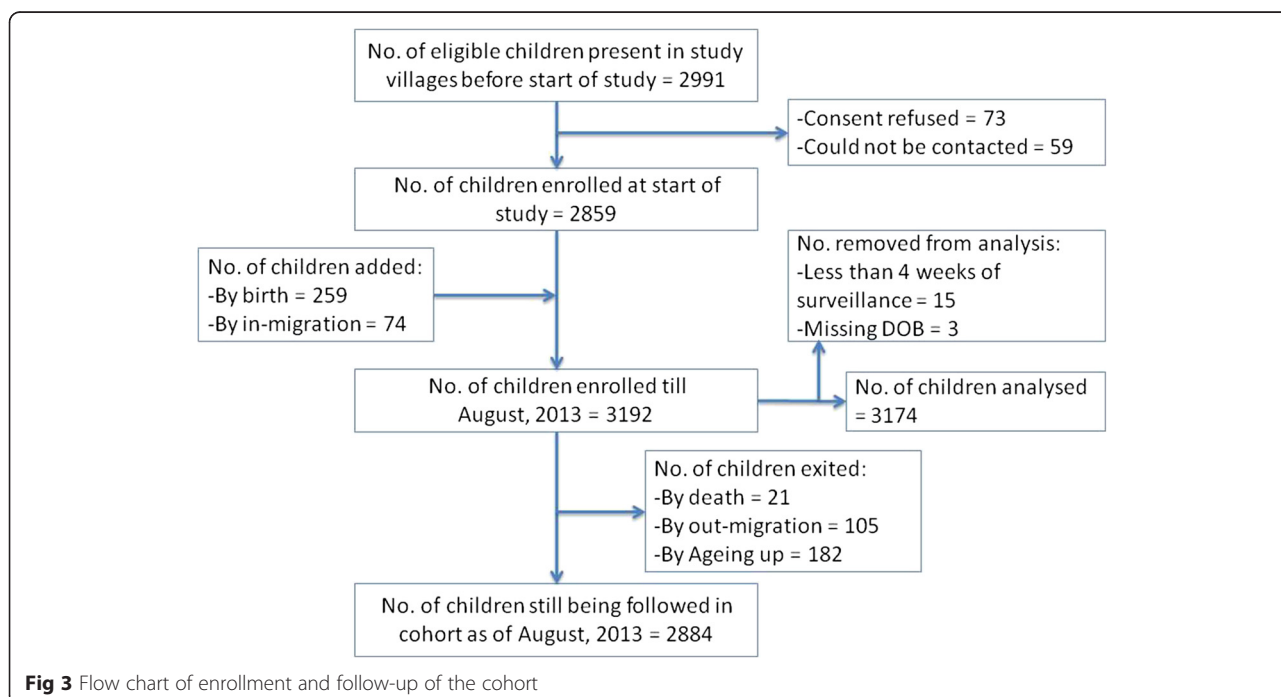 No. of eligible children present in study
villages before start of study = 2991
-Consent refused = 73
-Could not be contacted = 59
No. of children enrolled at start of
study = 2859
No. of children added:
-By birth = 259
-By in-migration = 74
No. removed from analysis:
-Less than 4 weeks of
surveillance = 15
-Missing DOB = 3
No. of children enrolled till
August, 2013 = 3192
No. of children analysed
= 3174
No. of children exited:
-By death = 21
-By out-migration = 105
-By Ageing up = 182
No. of children still being followed in
cohort as of August, 2013 = 2884
Fig 3 Flow chart of enrollment and follow-up of the cohort